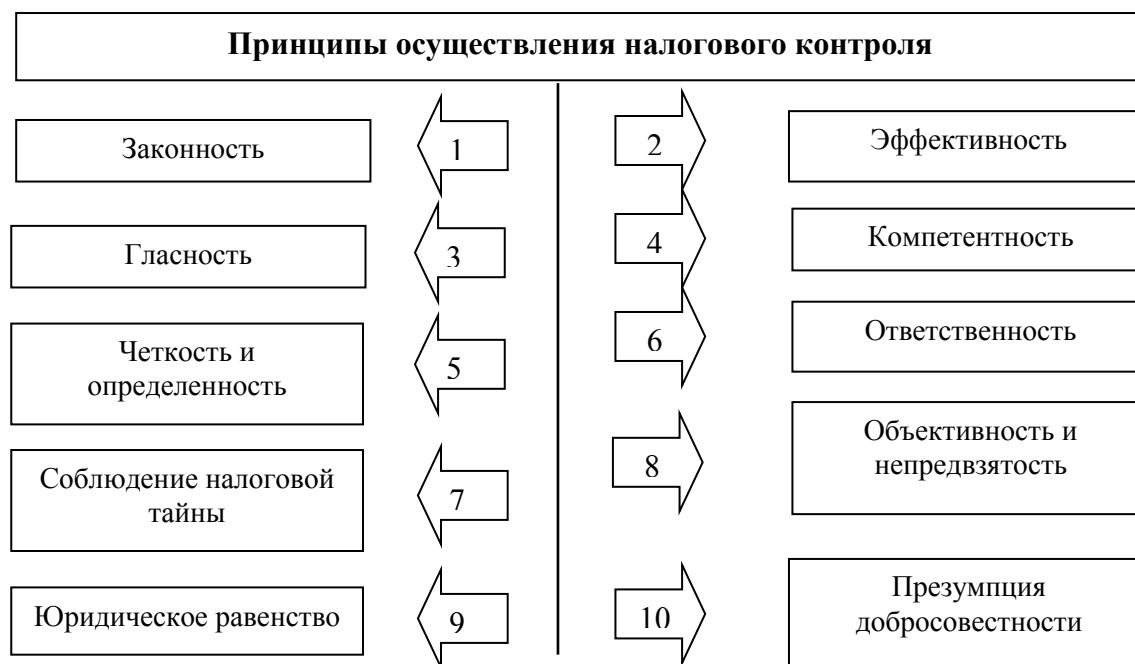 Принципы осуществления налогового контроля
Законность
1
2
Эффективность
Гласность
3
4
Компетентность
Четкость и
определенность
5
6
Ответственность
Соблюдение налоговой
тайны
7
8
Объективность и
непредвзятость
Юридическое равенство
9
10
Презумпция
добросовестности